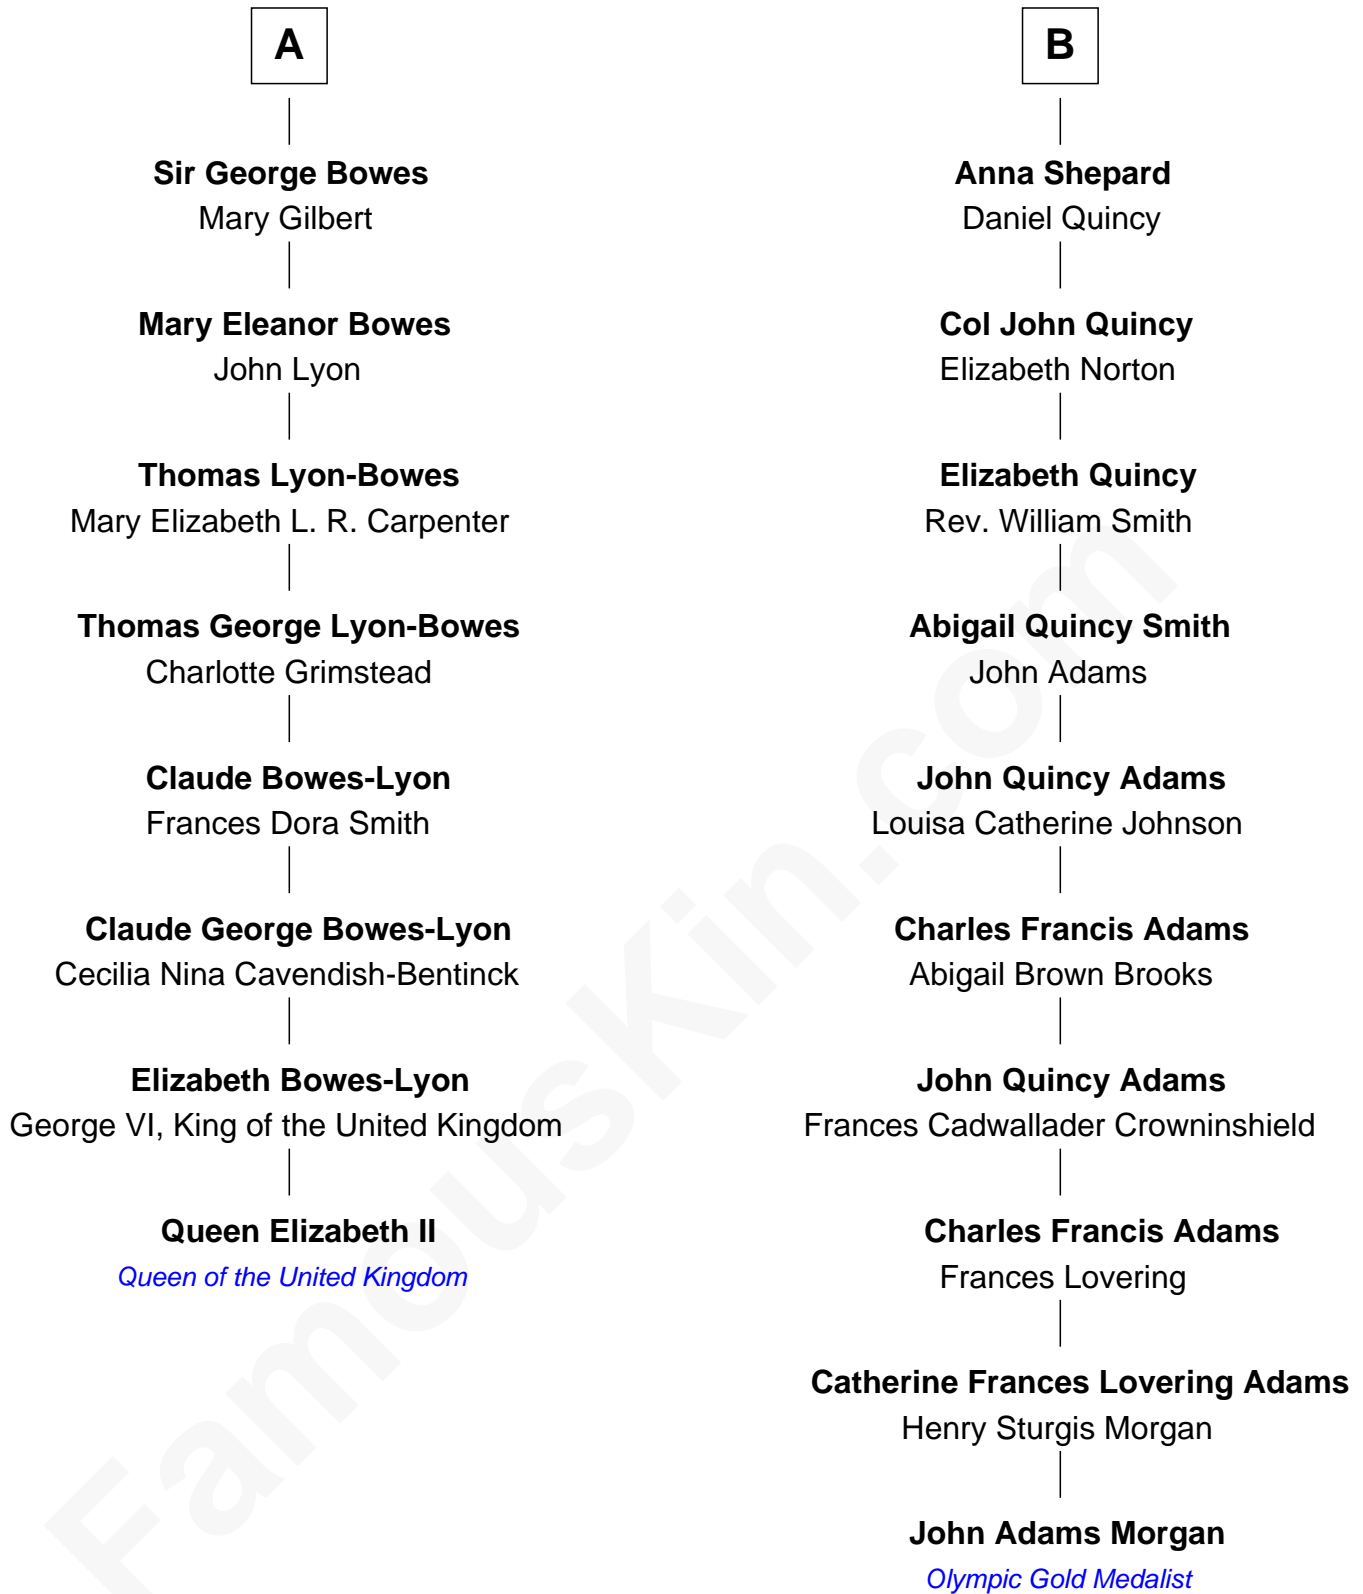 A
Sir George Bowes
Mary Gilbert
Mary Eleanor Bowes
John Lyon
Thomas Lyon-Bowes
Mary Elizabeth L. R. Carpenter
Thomas George Lyon-Bowes
Charlotte Grimstead
Claude Bowes-Lyon
Frances Dora Smith
Claude George Bowes-Lyon
Cecilia Nina Cavendish-Bentinck
Elizabeth Bowes-Lyon
George VI, King of the United Kingdom
Queen Elizabeth II
Queen of the United Kingdom
B
Anna Shepard
Daniel Quincy
Col John Quincy
Elizabeth Norton
Elizabeth Quincy
Rev. William Smith
Abigail Quincy Smith
John Adams
John Quincy Adams
Louisa Catherine Johnson
Charles Francis Adams
Abigail Brown Brooks
John Quincy Adams
Frances Cadwallader Crowninshield
Charles Francis Adams
Frances Lovering
Catherine Frances Lovering Adams
Henry Sturgis Morgan
John Adams Morgan
Olympic Gold Medalist
FamousKin.com